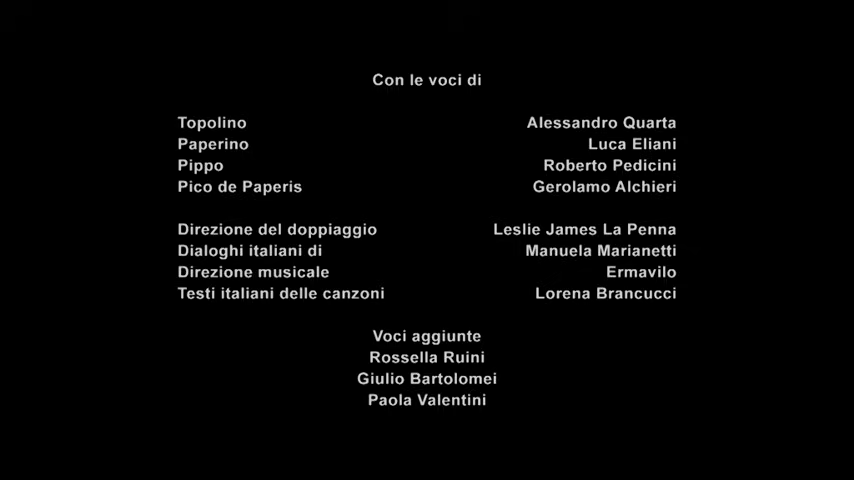 Con le voci di
Topolino Alessandro Quarta
Paperino Luca Eliani
Pippo Roberto Pedicini
Pico de Paperis Gerolamo Alchieri
Direzione del doppiaggio Leslie James La Penna
Dialoghi italiani di Manuela Marianetti
Direzione musicale Ermavilo
Testi italiani delle canzoni Lorena Brancucci
Voci aggiunte
Rossella Ruini
Giulio Bartolomei
Paola Valentini